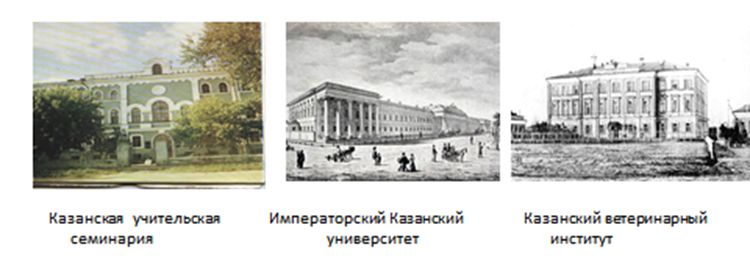 Казанская учительская
семинария
Императорский Казанский
университет
Казанский ветеринарный
институт